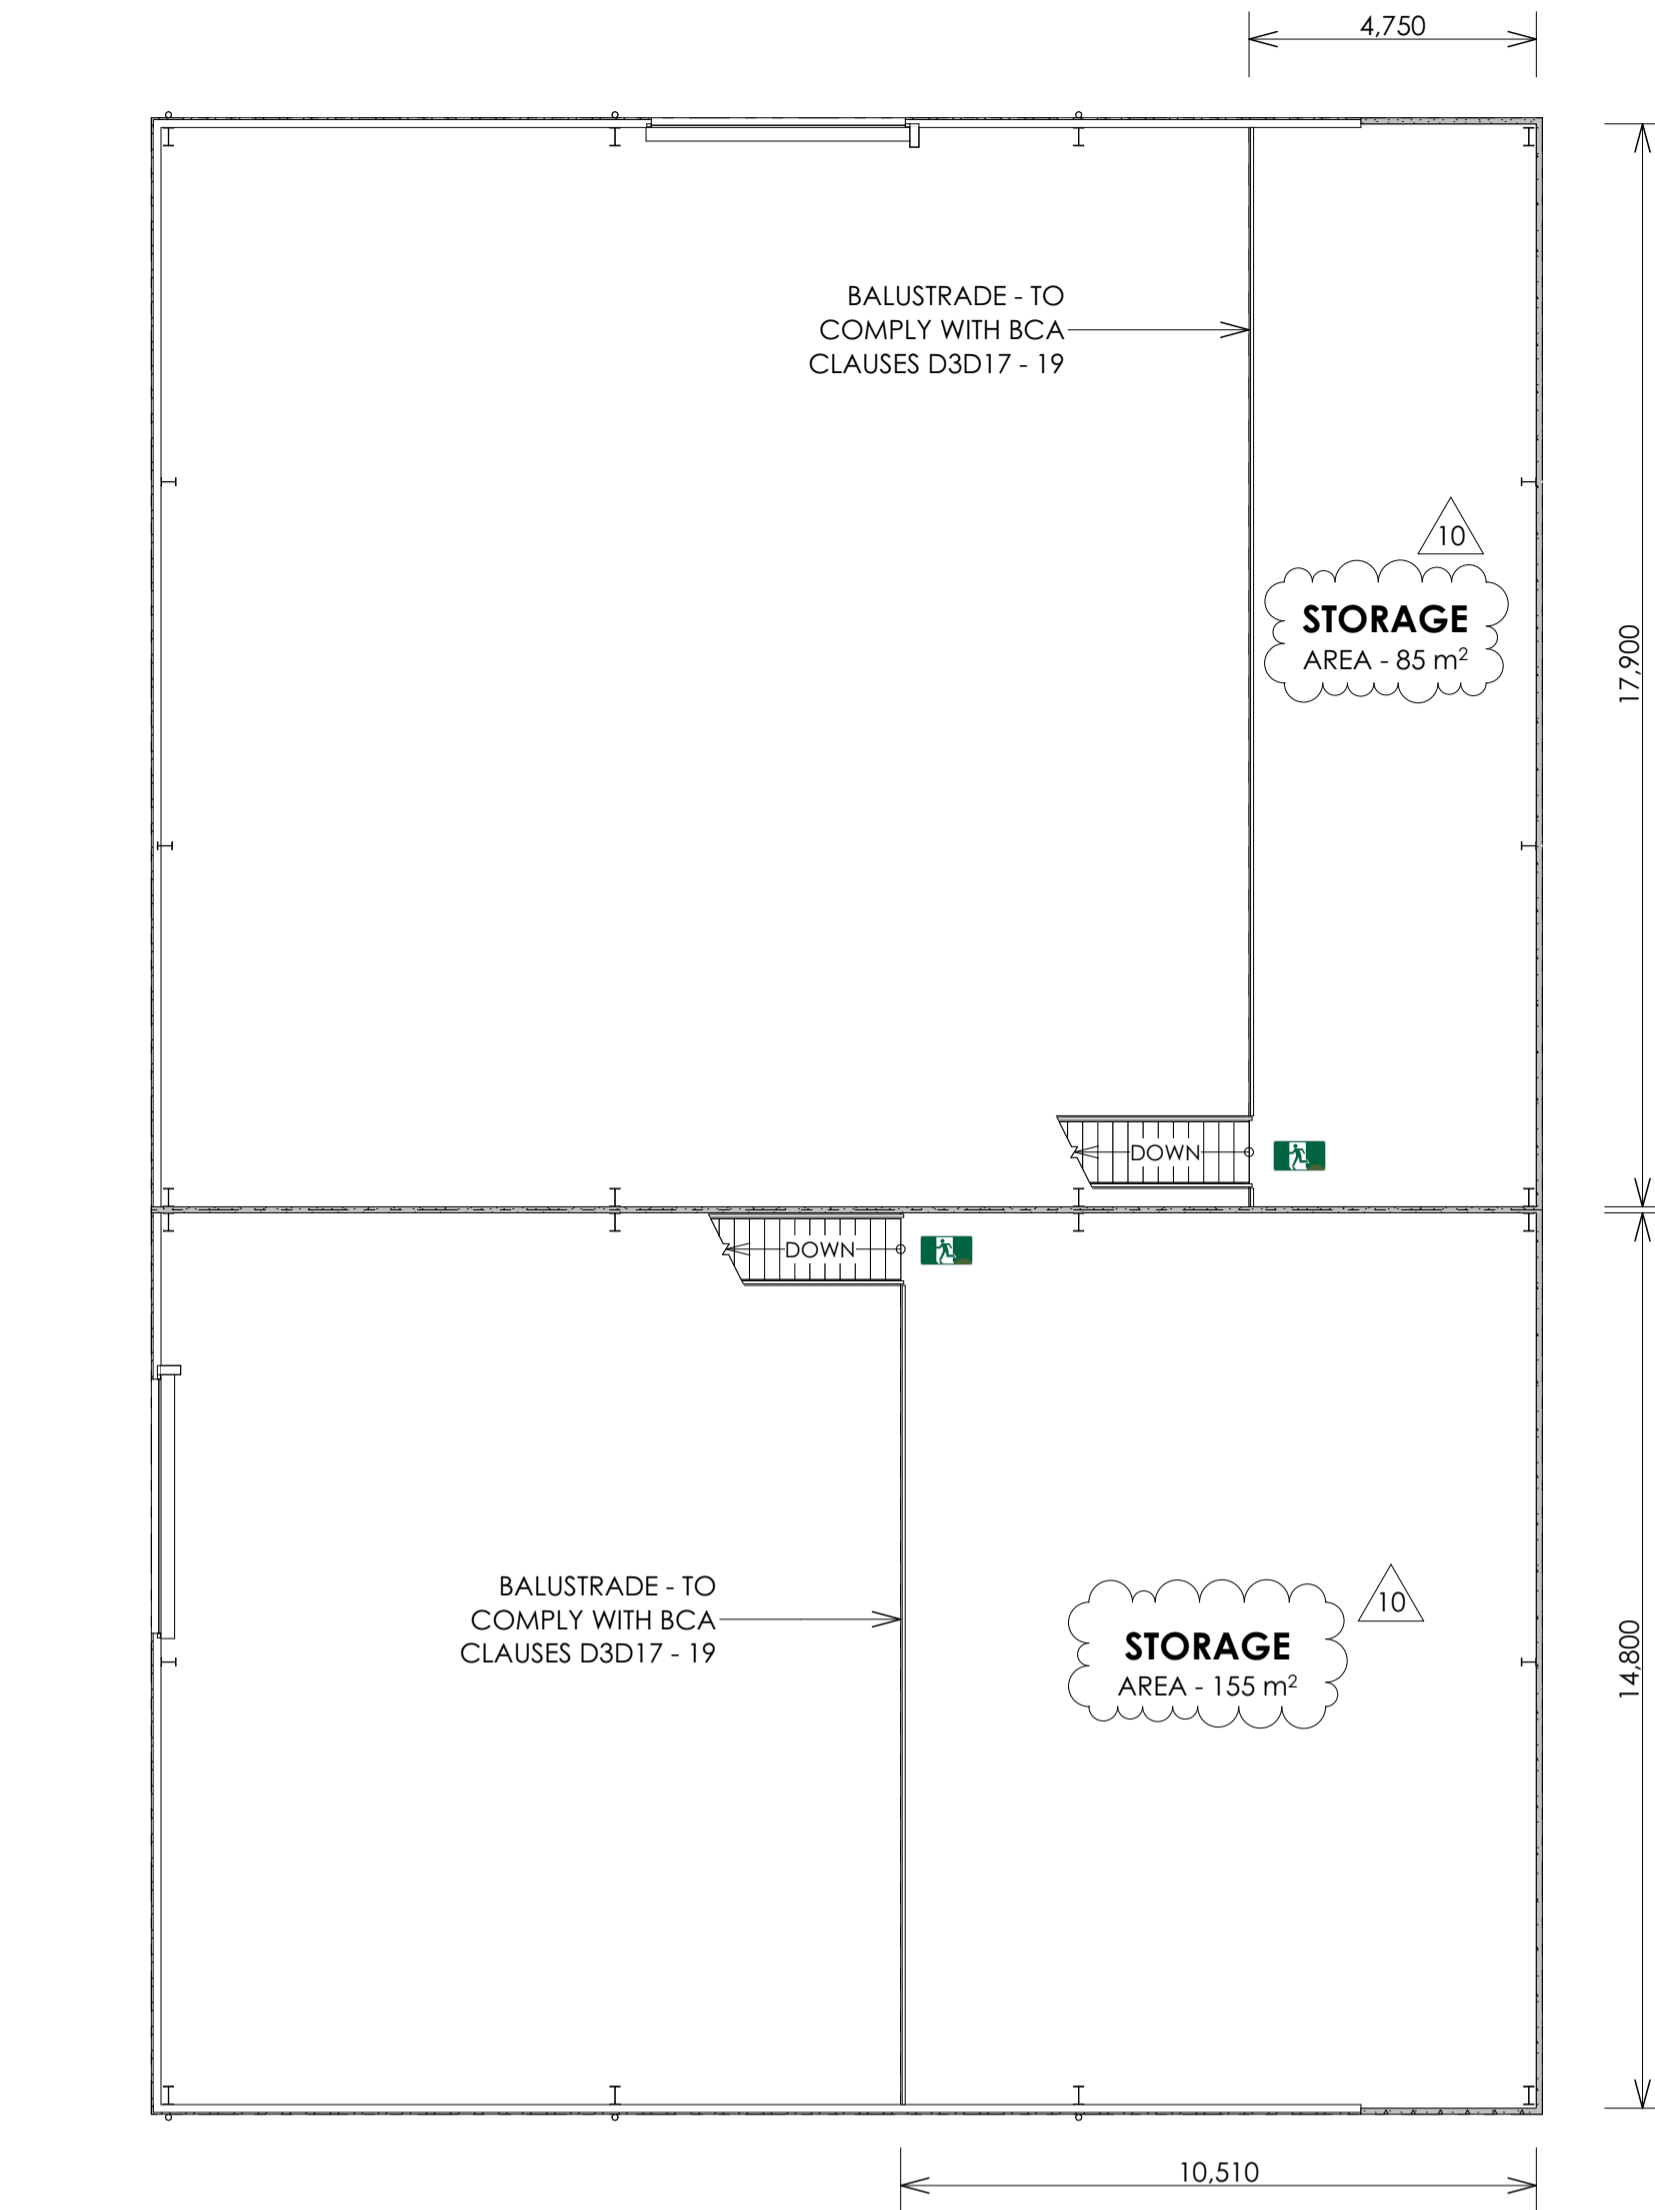 4,750
BALUSTRADE - TO
COMPLY WITH BCA
CLAUSES D3D17 - 19
10
STORAGE
AREA - 85 m²
17,900
DOWN
DOWN
BALUSTRADE - TO
COMPLY WITH BCA
CLAUSES D3D17 - 19
10
STORAGE
AREA - 155 m²
14,800
10,510